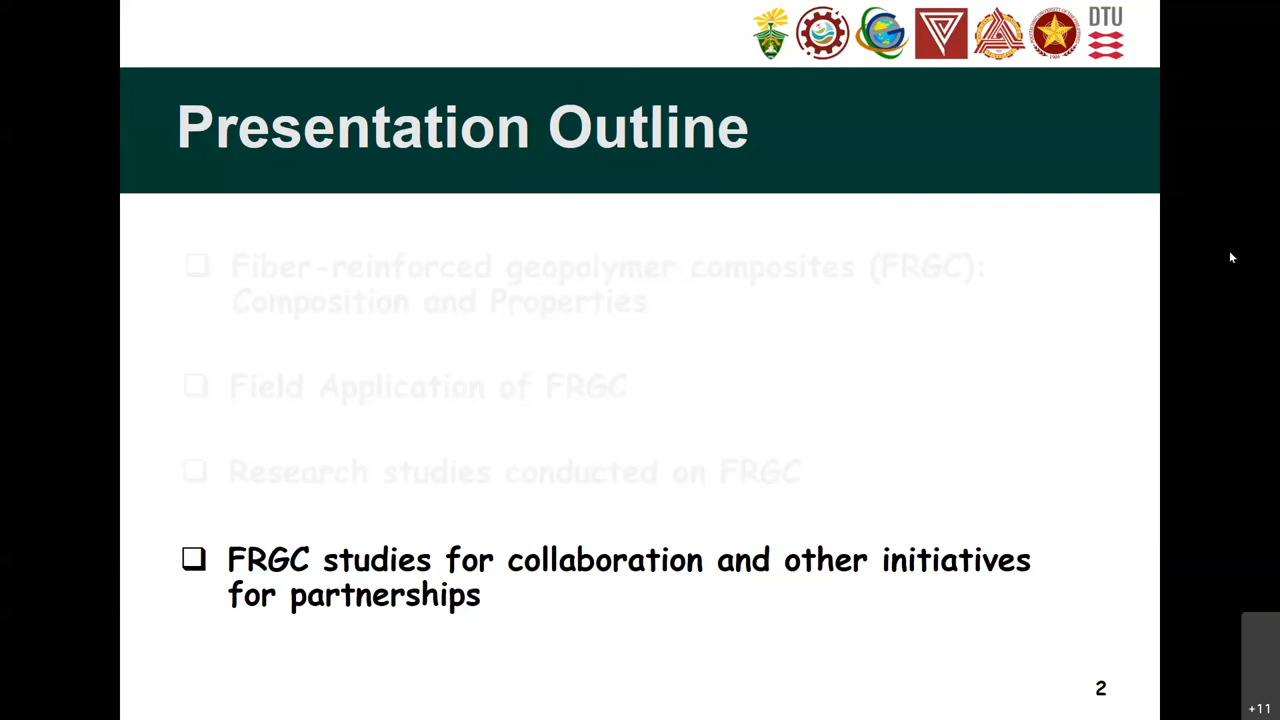 DTU
Presentation Outline
Fiber-reinforced geopolymer composites (FRGC):
Composition and Properties
Field Application of FRGC
Research studies conducted on FRGC
FRGC studies for collaboration and other initiatives
for partnerships
2
+11